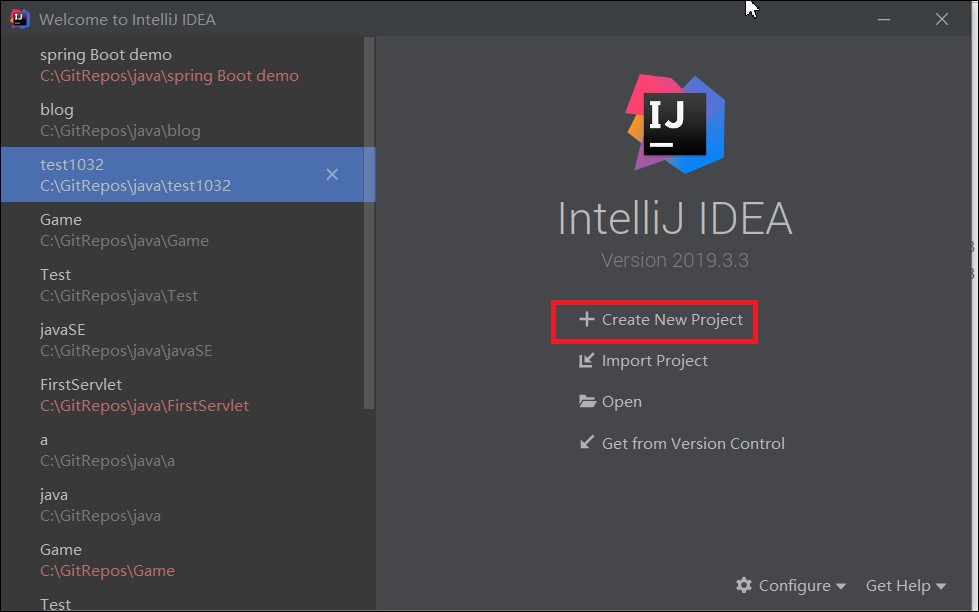 Welcome to IntelliJ IDEA
spring Boot demo
C:\GitRepos\java\spring Boot demo
blog
C:\GitRepos\java\blog
test1032
C:\GitRepos\java\test1032
Game
C:\GitRepos\java\Game
Test
C:\GitRepos\java\Test
javaSE
C:\GitRepos\java\javaSE
FirstServlet
C:\GitRepos\java\FirstServlet
a
C:\GitRepos\java\a
java
C:\GitRepos\java
Game
C:\GitRepos\Game
Test
IJ
IntelliJ IDEA
Version 2019.3.3
Create New Project
Import Project
Open
Get from Version Control
Configure
Get Help